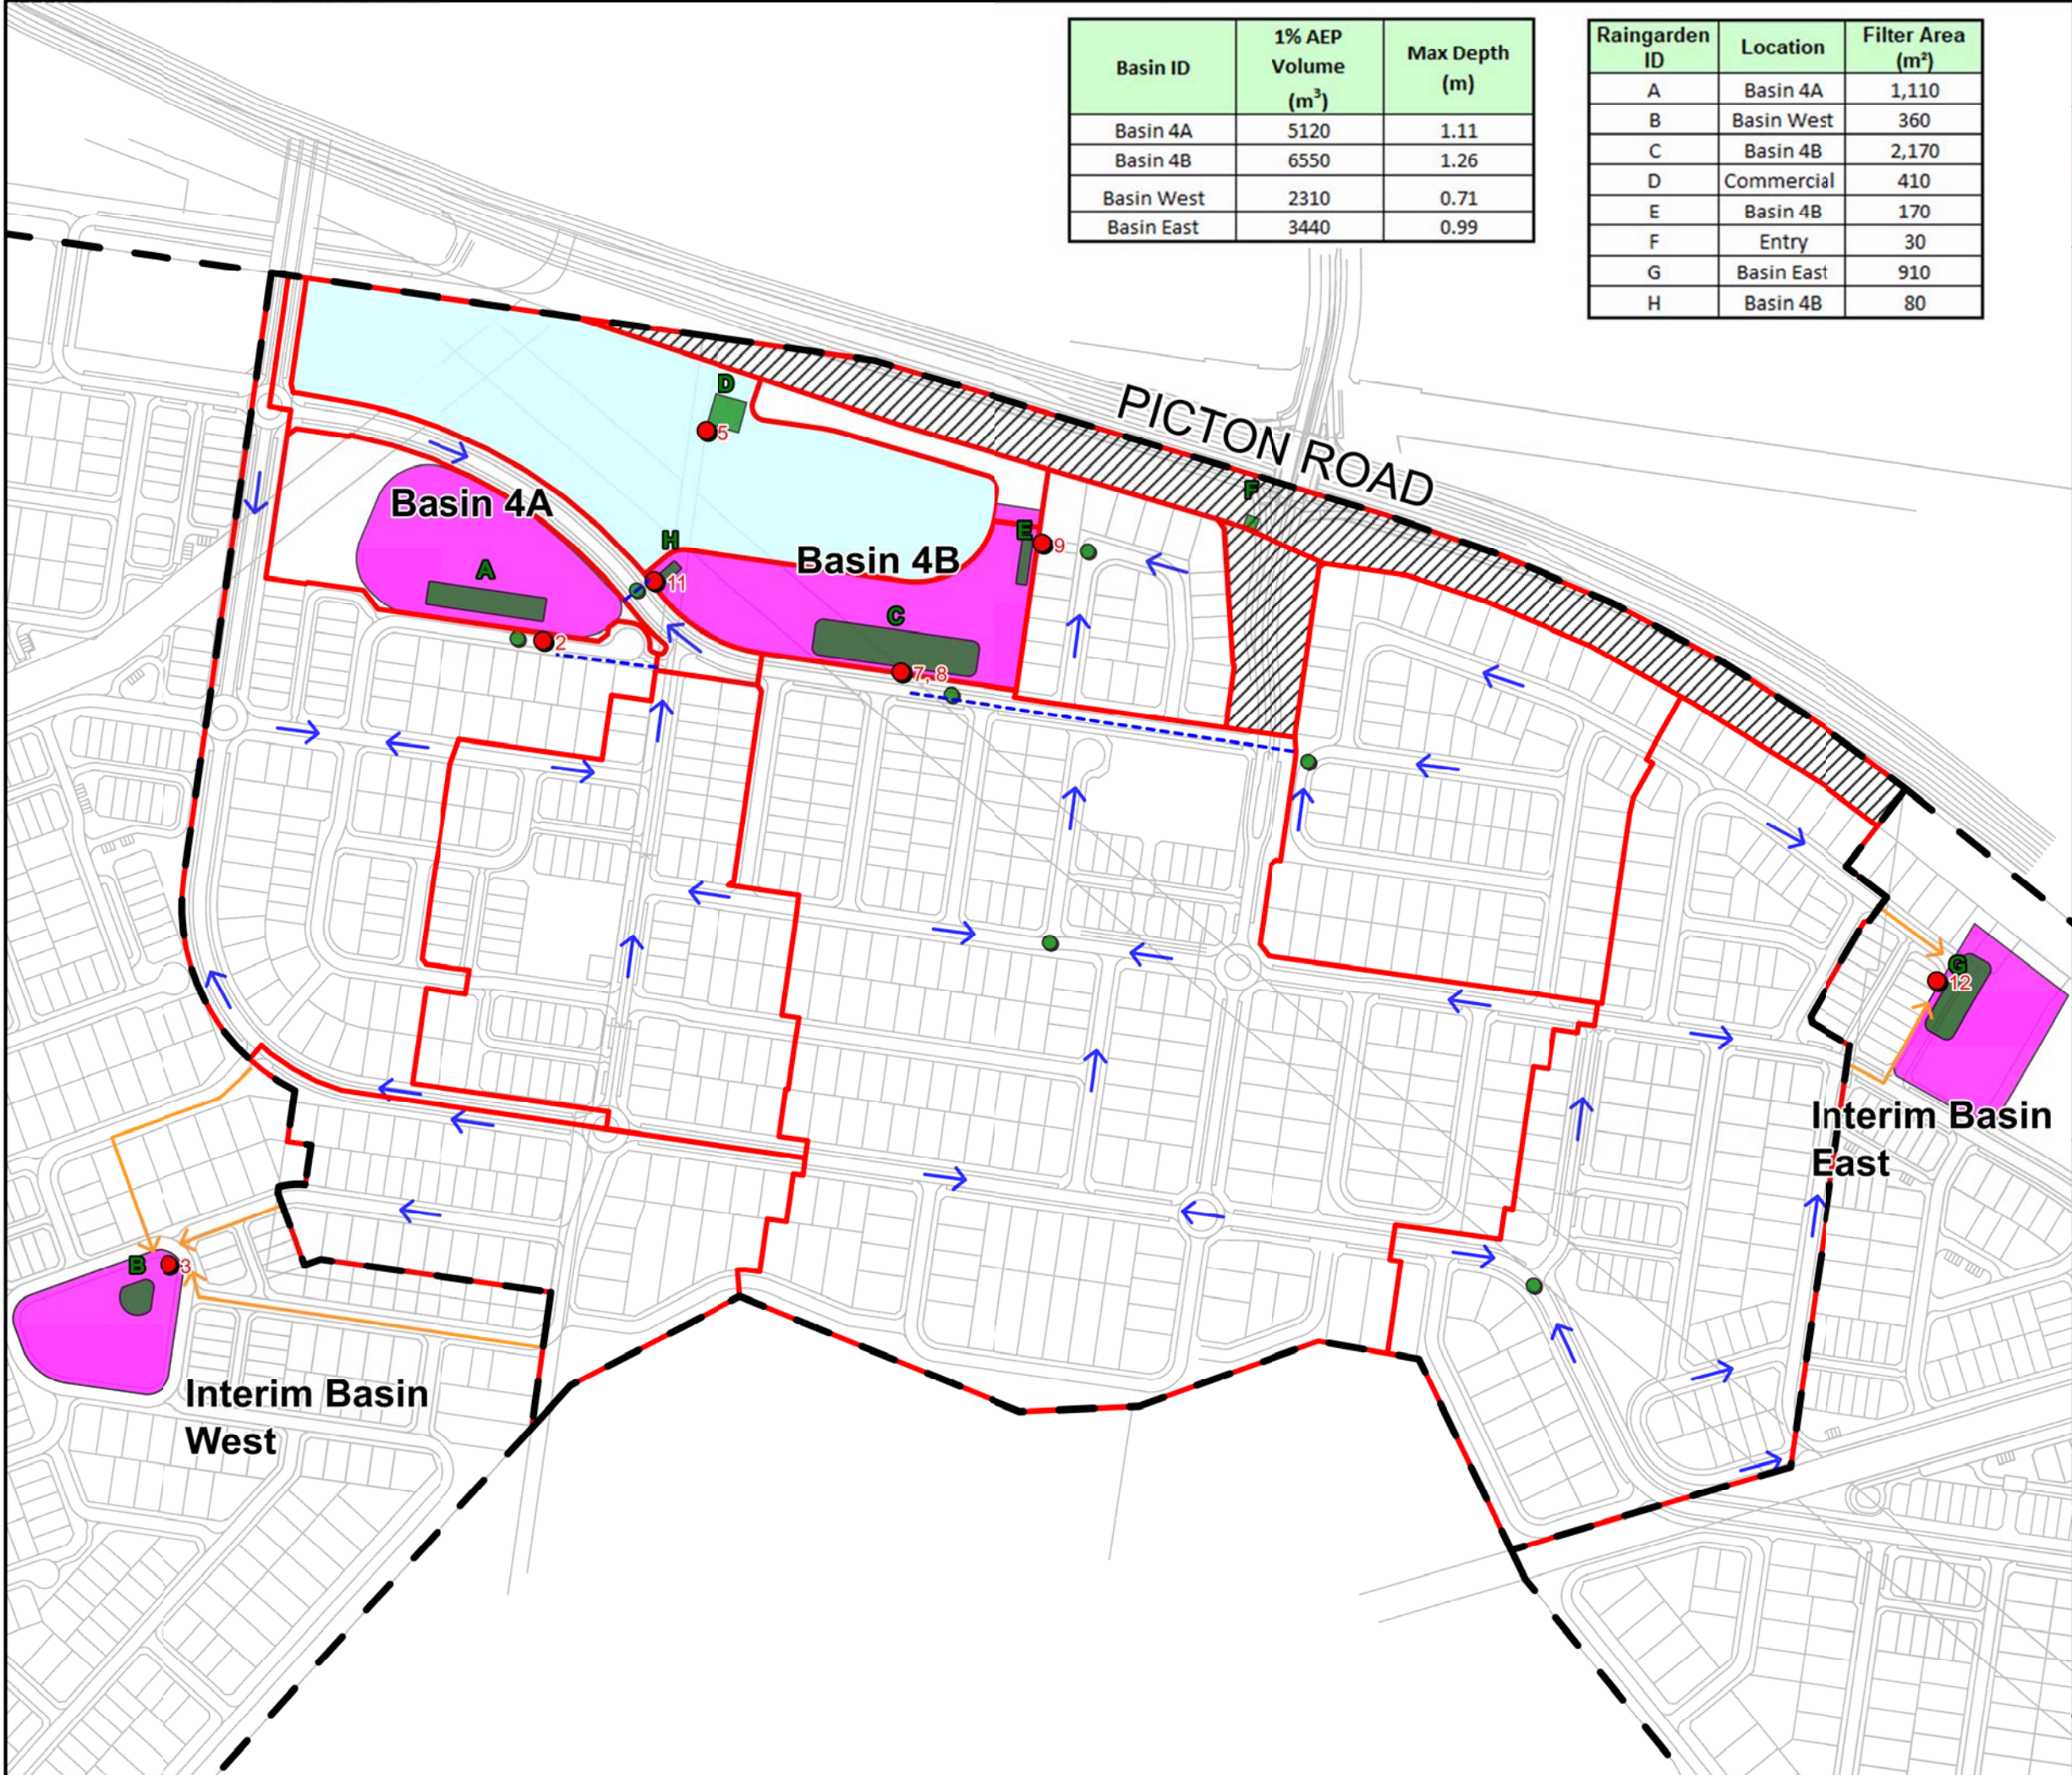 Basin ID 1% AEP Volume (m³) Max Depth (m)
Basin 4A 5120 1.11
Basin 4B 6550 1.26
Basin West 2310 0.71
Basin East 3440 0.99
Raingarden ID Location Filter Area (m²)
A Basin 4A 1,110
B Basin West 360
C Basin 4B 2,170
D Commercial 410
E Basin 4B 170
F Entry 30
G Basin East 910
H Basin 4B 80
PICTON ROAD
D
5
F
Basin 4A
E
9
H
Basin 4B
A
11
C
2
7, 8
G
12
Interim Basin
East
B
3
Interim Basin
West